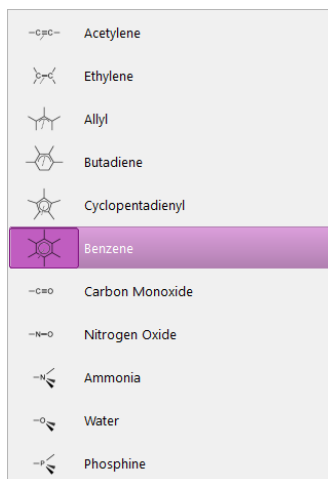 –C≡C– Acetylene
C=C Ethylene
Allyl
Butadiene
Cyclopentadienyl
Benzene
–C≡O Carbon Monoxide
–N=O Nitrogen Oxide
–N Ammonia
–O Water
–P Phosphine